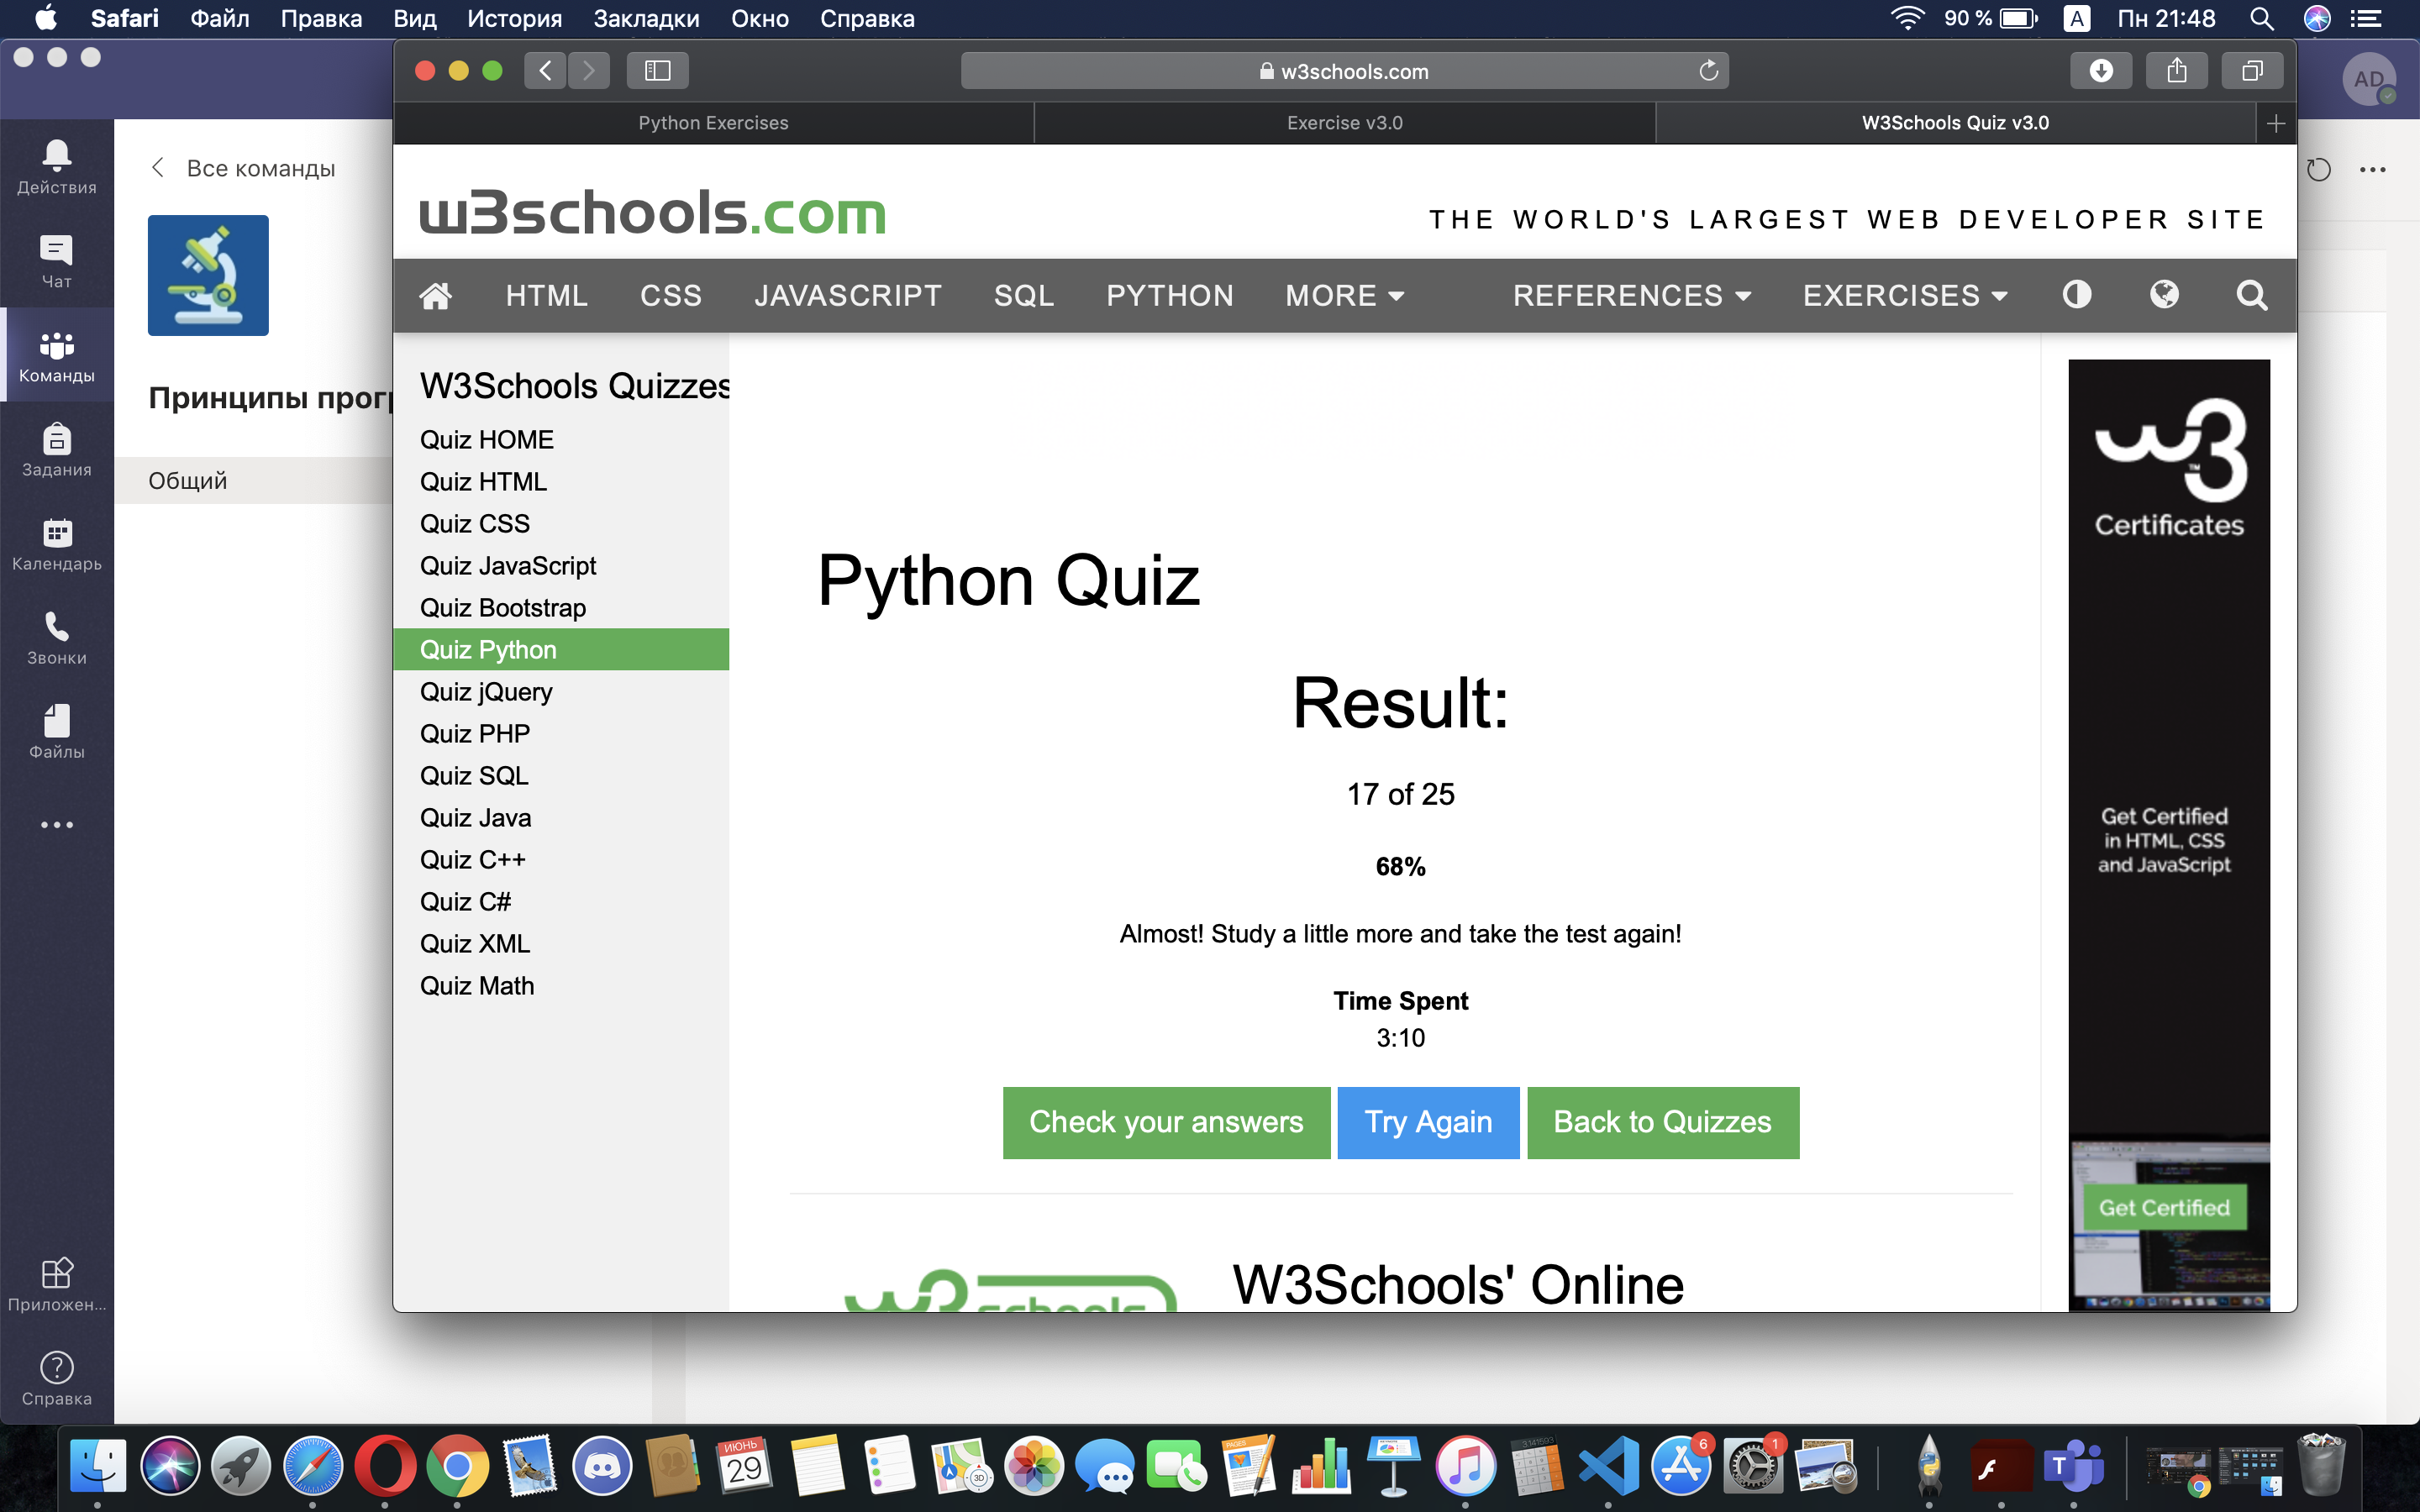 Safari Файл Правка Вид История Закладки Окно Справка 90 % A Пн 21:48
w3schools.com
AD
Python Exercises Exercise v3.0 W3Schools Quiz v3.0
Действия
Чат
Команды
Задания
Календарь
Звонки
Файлы
Приложен...
Справка
Все команды
Принципы прог
Общий
w3schools.com
THE WORLD'S LARGEST WEB DEVELOPER SITE
HTML CSS JAVASCRIPT SQL PYTHON MORE REFERENCES EXERCISES
W3Schools Quizzes
Quiz HOME
Quiz HTML
Quiz CSS
Quiz JavaScript
Quiz Bootstrap
Quiz Python
Quiz jQuery
Quiz PHP
Quiz SQL
Quiz Java
Quiz C++
Quiz C#
Quiz XML
Quiz Math
Python Quiz
Result:
17 of 25
68%
Almost! Study a little more and take the test again!
Time Spent
3:10
Check your answers Try Again Back to Quizzes
w3schools
W3Schools' Online
w3
TM
Certificates
Get Certified
in HTML, CSS
and JavaScript
Get Certified
ИЮНЬ
29
3D
PAGES
6
1
T